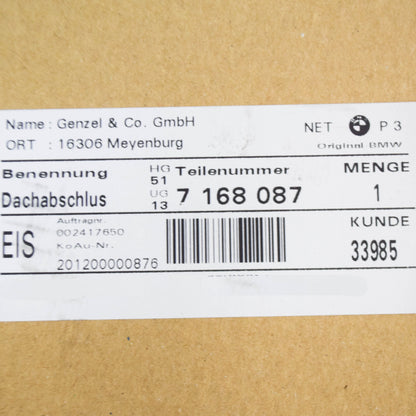 Name : Genzel & Co. GmbH
ORT : 16306 Meyenburg
NET P 3
Original BMW
Benennung HG 51 Teilenummer MENGE
Dachabschlus UG 13 7 168 087 1
Auftragnr. KUNDE
EIS 002417650 33985
KoAu-Nr.
201200000876